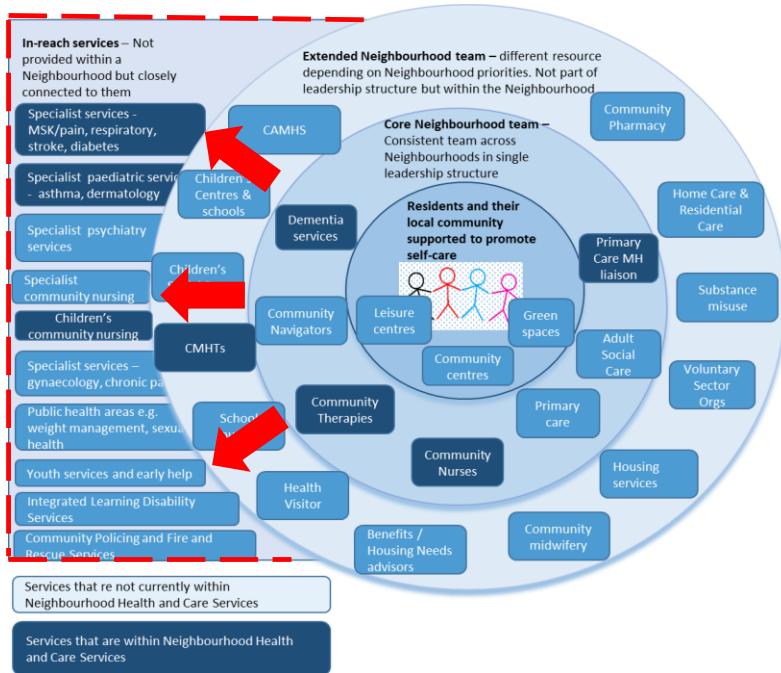 In-reach services – Not
provided within a
Neighbourhood but closely
connected to them
Specialist services -
MSK/pain, respiratory,
stroke, diabetes
Specialist paediatric
- asthma, dermatology
Specialist psychiatry
services
Specialist
community nursing
Children's
community nursing
Specialist services –
gynaecology, chronic
Public health areas e.g.
weight management,
health
Youth services and early help
Integrated Learning Disability
Services
Community Policing and Fire and
Rescue Services
Extended Neighbourhood team – different resource
depending on Neighbourhood priorities. Not part of
leadership structure but within the Neighbourhood
CAMHS
Centres &
schools
Children's
CMHTs
School
Health
Visitor
Benefits /
Housing Needs
advisors
Community
midwifery
Housing
services
Voluntary
Sector
Orgs
Substance
misuse
Home Care &
Residential
Care
Community
Pharmacy
Core Neighbourhood team –
Consistent team across
Neighbourhoods in single
leadership structure
Dementia
services
Community
Navigators
Community
Therapies
Community
Nurses
Primary
care
Adult
Social
Care
Primary
Care MH
liaison
Residents and their
local community
supported to promote
self-care
Leisure
centres
Green
spaces
Community
centres
Services that re not currently within
Neighbourhood Health and Care Services
Services that are within Neighbourhood Health
and Care Services